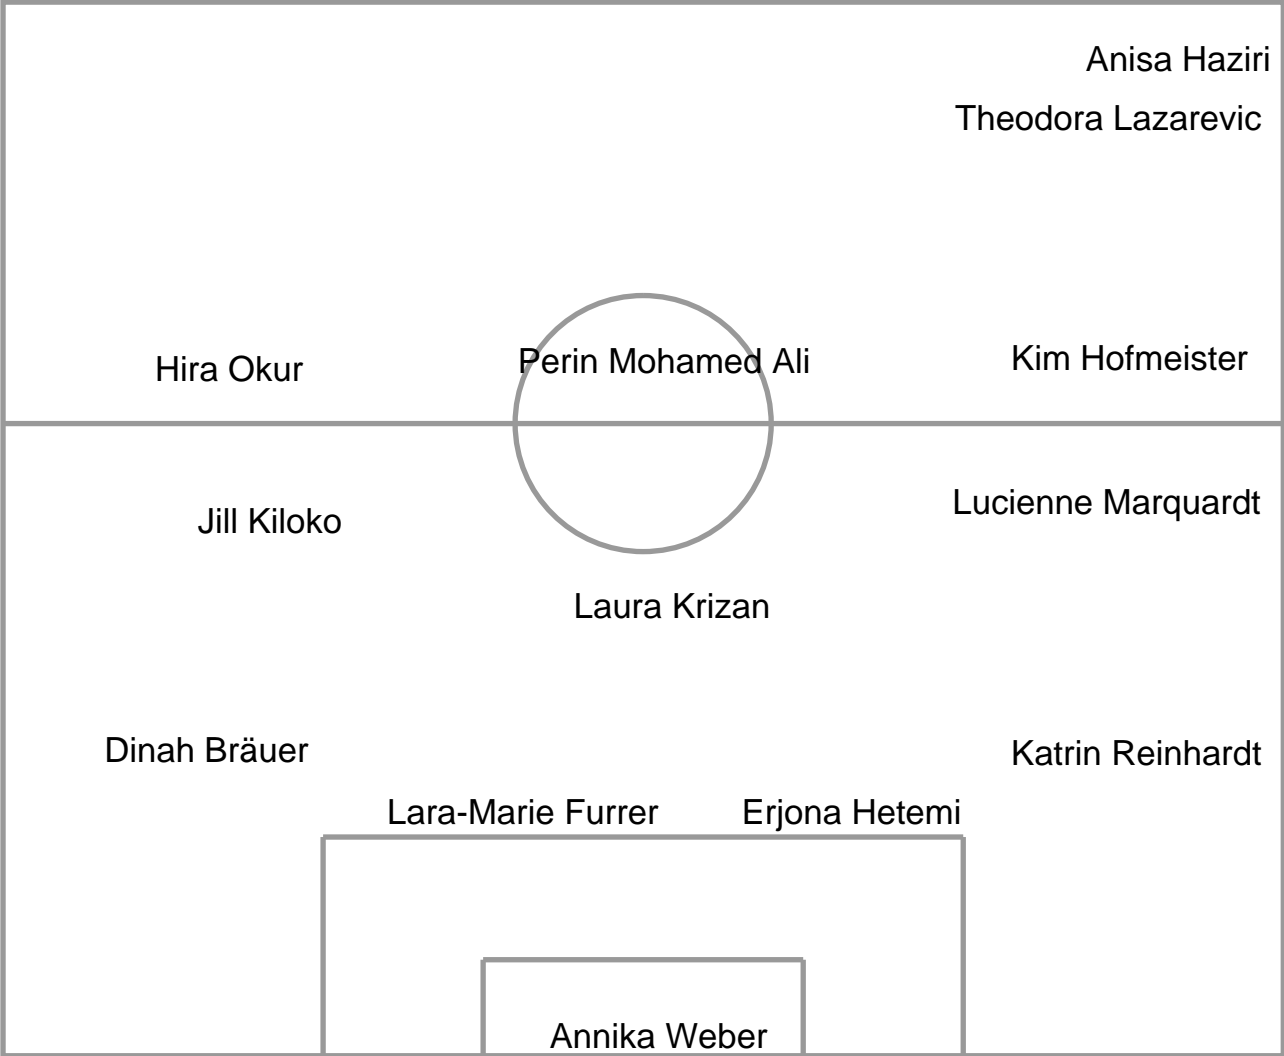 Anisa Haziri
Theodora Lazarevic
Hira Okur
Perin Mohamed Ali
Kim Hofmeister
Jill Kiloko
Lucienne Marquardt
Laura Krizan
Dinah Bräuer
Katrin Reinhardt
Lara-Marie Furrer
Erjona Hetemi
Annika Weber